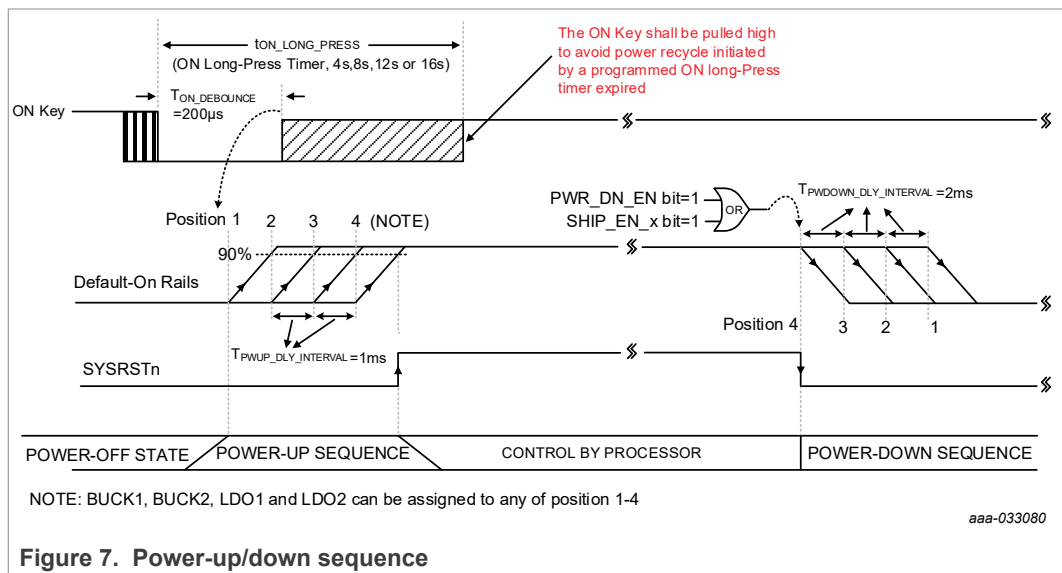 tON_LONG_PRESS
(ON Long-Press Timer, 4s,8s,12s or 16s)
The ON Key shall be pulled high
to avoid power recycle initiated
by a programmed ON long-Press
timer expired
TON_DEBOUNCE
=200µs
ON Key
PWR_DN_EN bit=1
SHIP_EN_x bit=1
OR
TPWDOWN_DLY_INTERVAL=2ms
Position 1 2 3 4 (NOTE)
90%
Default-On Rails
Position 4 3 2 1
TPWUP_DLY_INTERVAL=1ms
SYSRSTn
POWER-OFF STATE POWER-UP SEQUENCE CONTROL BY PROCESSOR POWER-DOWN SEQUENCE
NOTE: BUCK1, BUCK2, LDO1 and LDO2 can be assigned to any of position 1-4
aaa-033080
Figure 7. Power-up/down sequence